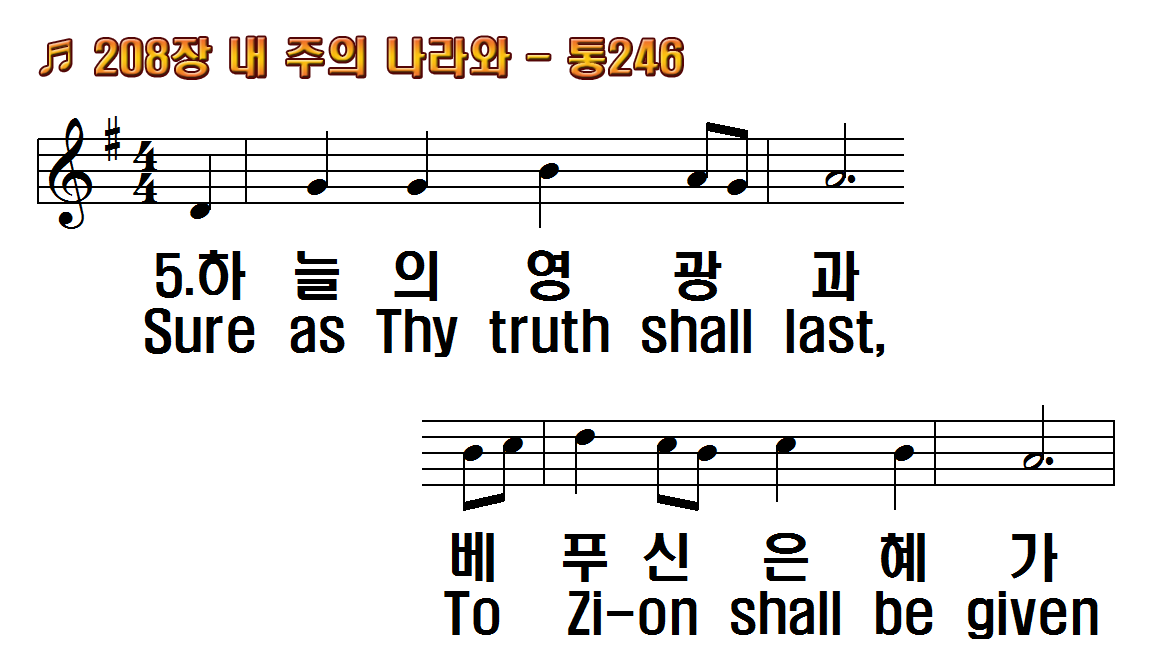 ♬ 208장 내 주의 나라와 - 통246
5.하 늘 의 영 광 과
Sure as Thy truth shall last,
베 푸 신 은 혜 가
To Zi-on shall be given